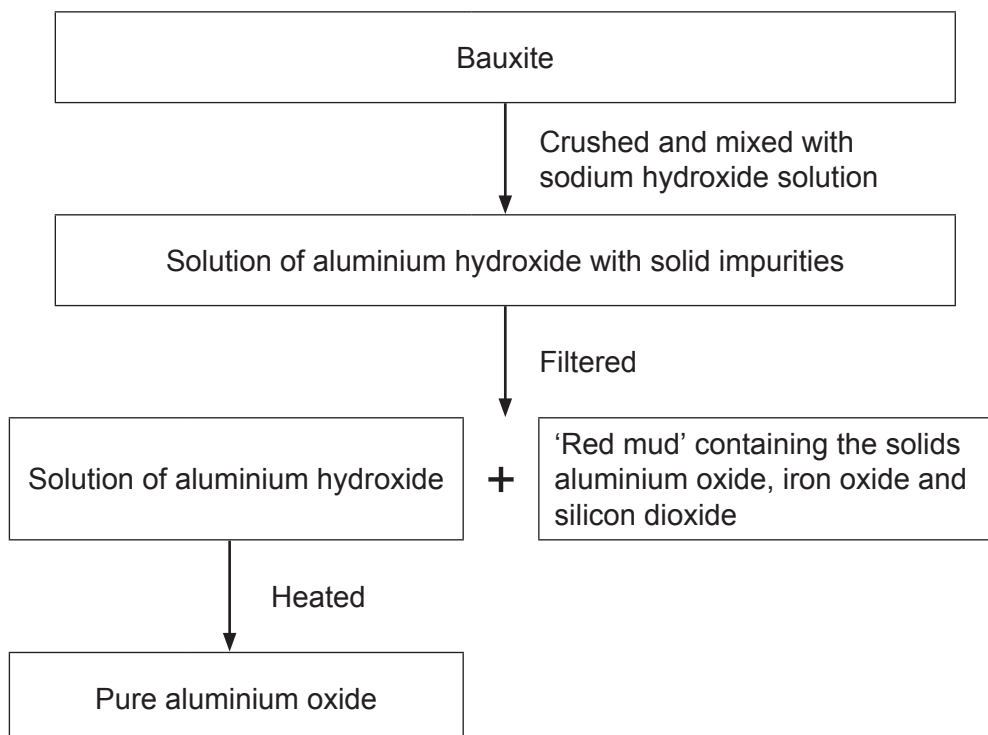 Bauxite
Crushed and mixed with
sodium hydroxide solution
Solution of aluminium hydroxide with solid impurities
Filtered
Solution of aluminium hydroxide
+
‘Red mud’ containing the solids
aluminium oxide, iron oxide and
silicon dioxide
Heated
Pure aluminium oxide